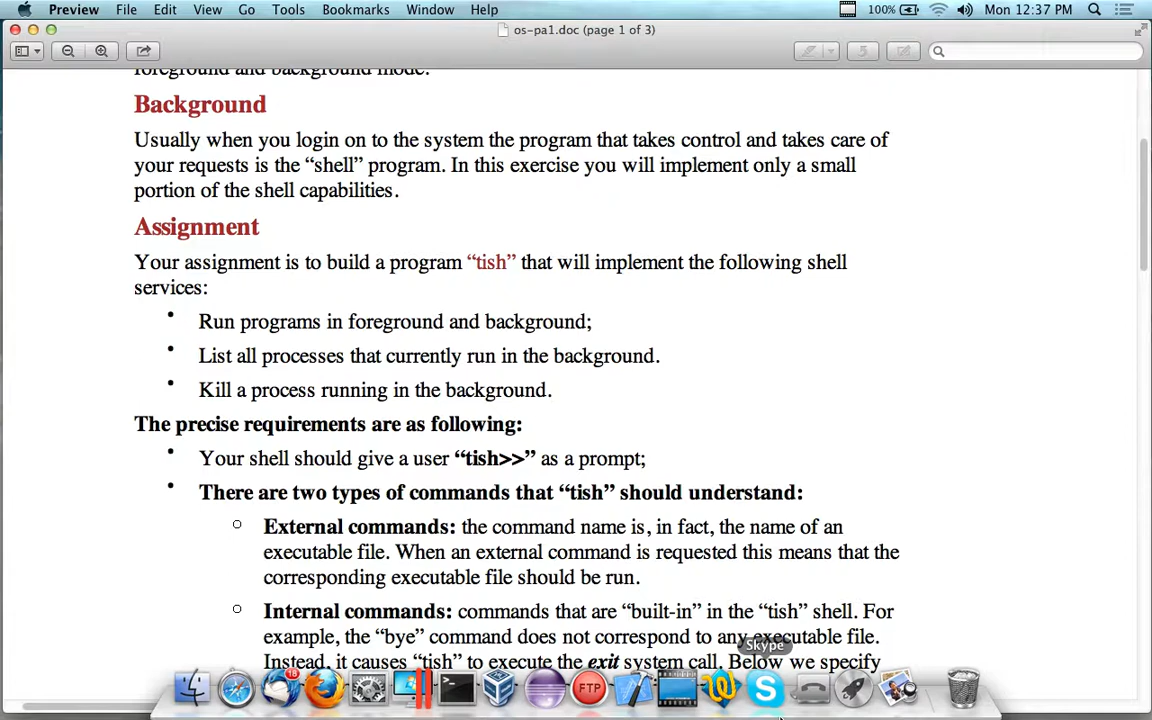 Preview File Edit View Go Tools Bookmarks Window Help 100% Mon 12:37 PM
os-pa1.doc (page 1 of 3)
foreground and background mode.
Background
Usually when you login on to the system the program that takes control and takes care of
your requests is the “shell” program. In this exercise you will implement only a small
portion of the shell capabilities.
Assignment
Your assignment is to build a program “tish” that will implement the following shell
services:
• Run programs in foreground and background;
• List all processes that currently run in the background.
• Kill a process running in the background.
The precise requirements are as following:
• Your shell should give a user “tish>>” as a prompt;
• There are two types of commands that “tish” should understand:
○ External commands: the command name is, in fact, the name of an
executable file. When an external command is requested this means that the
corresponding executable file should be run.
○ Internal commands: commands that are “built-in” in the “tish” shell. For
example, the “bye” command does not correspond to any executable file.
Instead, it causes “tish” to execute the exit system call. Below we specify
Skype
18
FTP